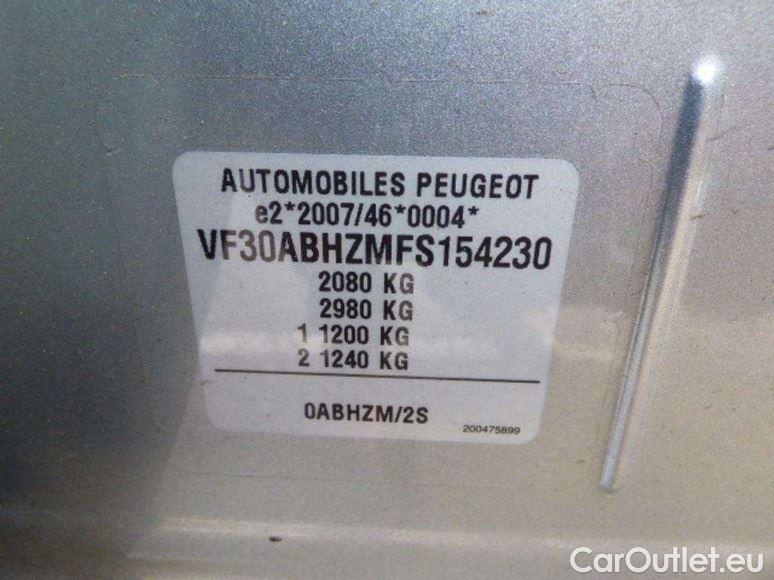 AUTOMOBILES PEUGEOT
e2*2007/46*0004*
VF30ABHZMFS154230
2080 KG
2980 KG
1 1200 KG
2 1240 KG
0ABHZM/2S
200475899
CarOutlet.eu